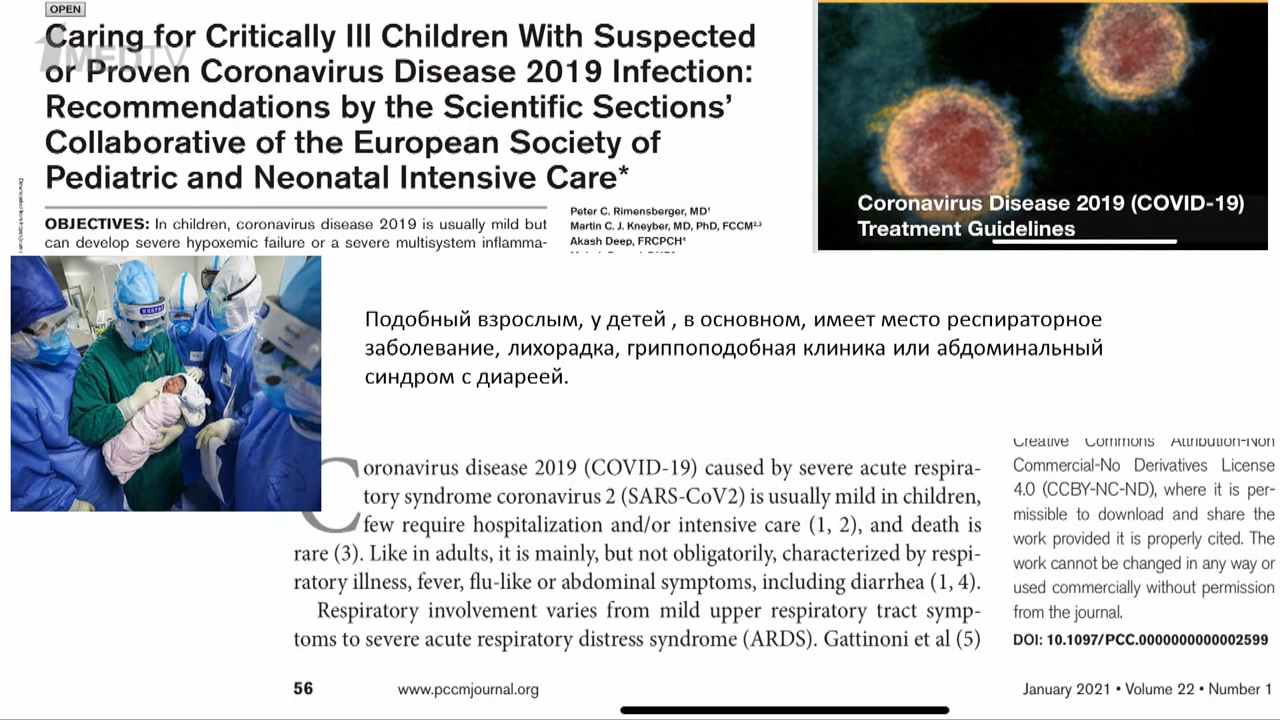 OPEN
Caring for Critically Ill Children With Suspected
or Proven Coronavirus Disease 2019 Infection:
Recommendations by the Scientific Sections’
Collaborative of the European Society of
Pediatric and Neonatal Intensive Care*
1MEDTV
OBJECTIVES: In children, coronavirus disease 2019 is usually mild but
can develop severe hypoxemic failure or a severe multisystem inflamma-
Peter C. Rimensberger, MD¹
Martin C. J. Kneyber, MD, PhD, FCCM²,³
Akash Deep, FRCPCH⁴
Coronavirus Disease 2019 (COVID-19)
Treatment Guidelines
Подобный взрослым, у детей , в основном, имеет место респираторное
заболевание, лихорадка, гриппоподобная клиника или абдоминальный
синдром с диареей.
Coronavirus disease 2019 (COVID-19) caused by severe acute respira-
tory syndrome coronavirus 2 (SARS-CoV2) is usually mild in children,
few require hospitalization and/or intensive care (1, 2), and death is
rare (3). Like in adults, it is mainly, but not obligatorily, characterized by respi-
ratory illness, fever, flu-like or abdominal symptoms, including diarrhea (1, 4).
Respiratory involvement varies from mild upper respiratory tract symp-
toms to severe acute respiratory distress syndrome (ARDS). Gattinoni et al (5)
Creative Commons Attribution-Non
Commercial-No Derivatives License
4.0 (CCBY-NC-ND), where it is per-
missible to download and share the
work provided it is properly cited. The
work cannot be changed in any way or
used commercially without permission
from the journal.
DOI: 10.1097/PCC.0000000000002599
56
www.pccmjournal.org
January 2021 • Volume 22 • Number 1